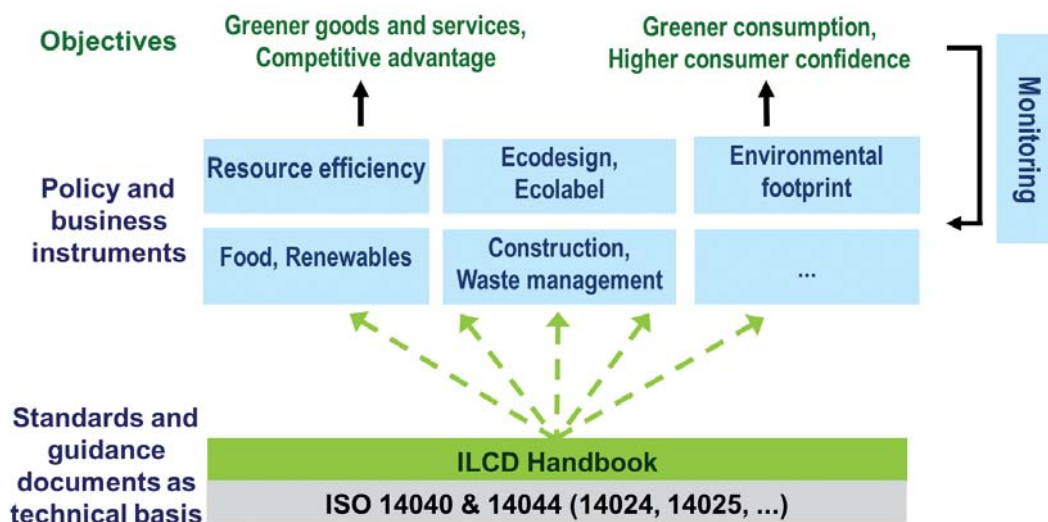 Objectives
Greener goods and services,
Competitive advantage
Greener consumption,
Higher consumer confidence
Monitoring
Policy and
business
instruments
Resource efficiency
Ecodesign,
Ecolabel
Environmental
footprint
Food, Renewables
Construction,
Waste management
...
Standards and
guidance
documents as
technical basis
ILCD Handbook
ISO 14040 & 14044 (14024, 14025, ...)